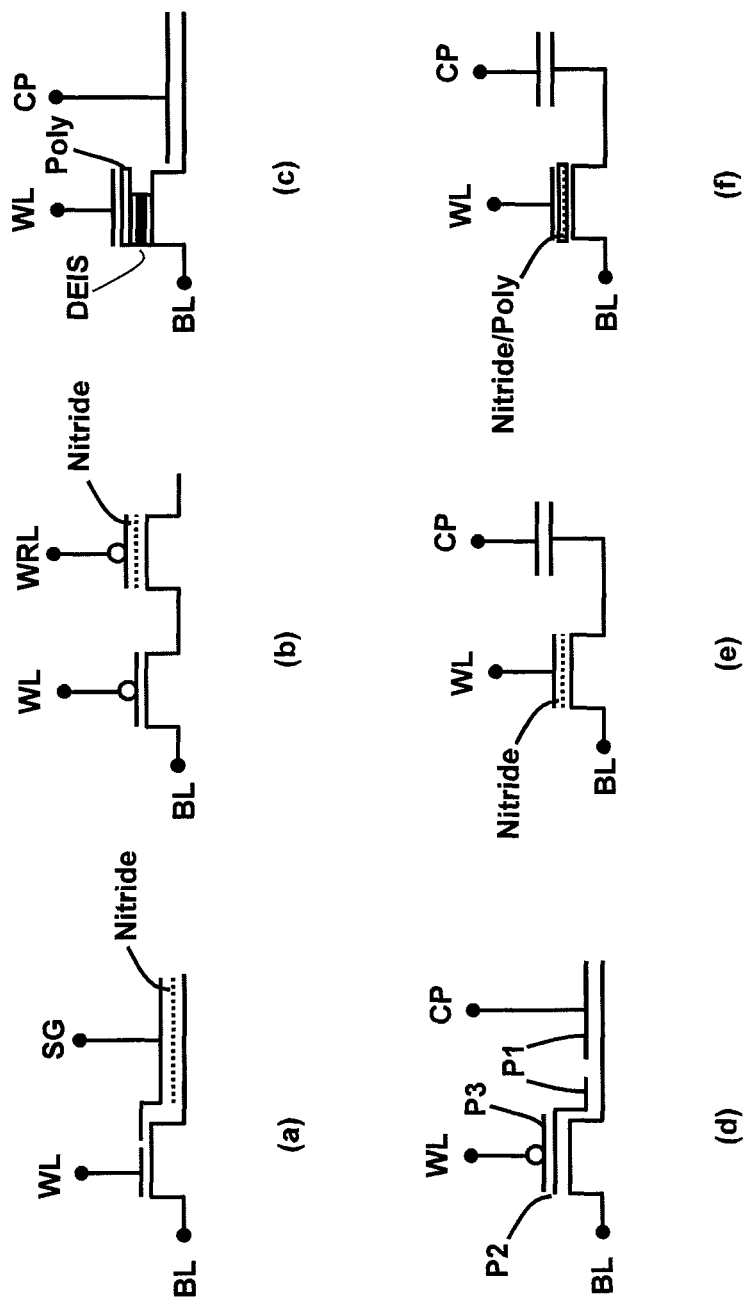 WL
SG
Nitride
BL
(a)
WL
WRL
Nitride
BL
(b)
WL
CP
Poly
DEIS
BL
(c)
WL
CP
P3
P1
P2
BL
(d)
WL
CP
Nitride
BL
(e)
WL
CP
Nitride/Poly
BL
(f)